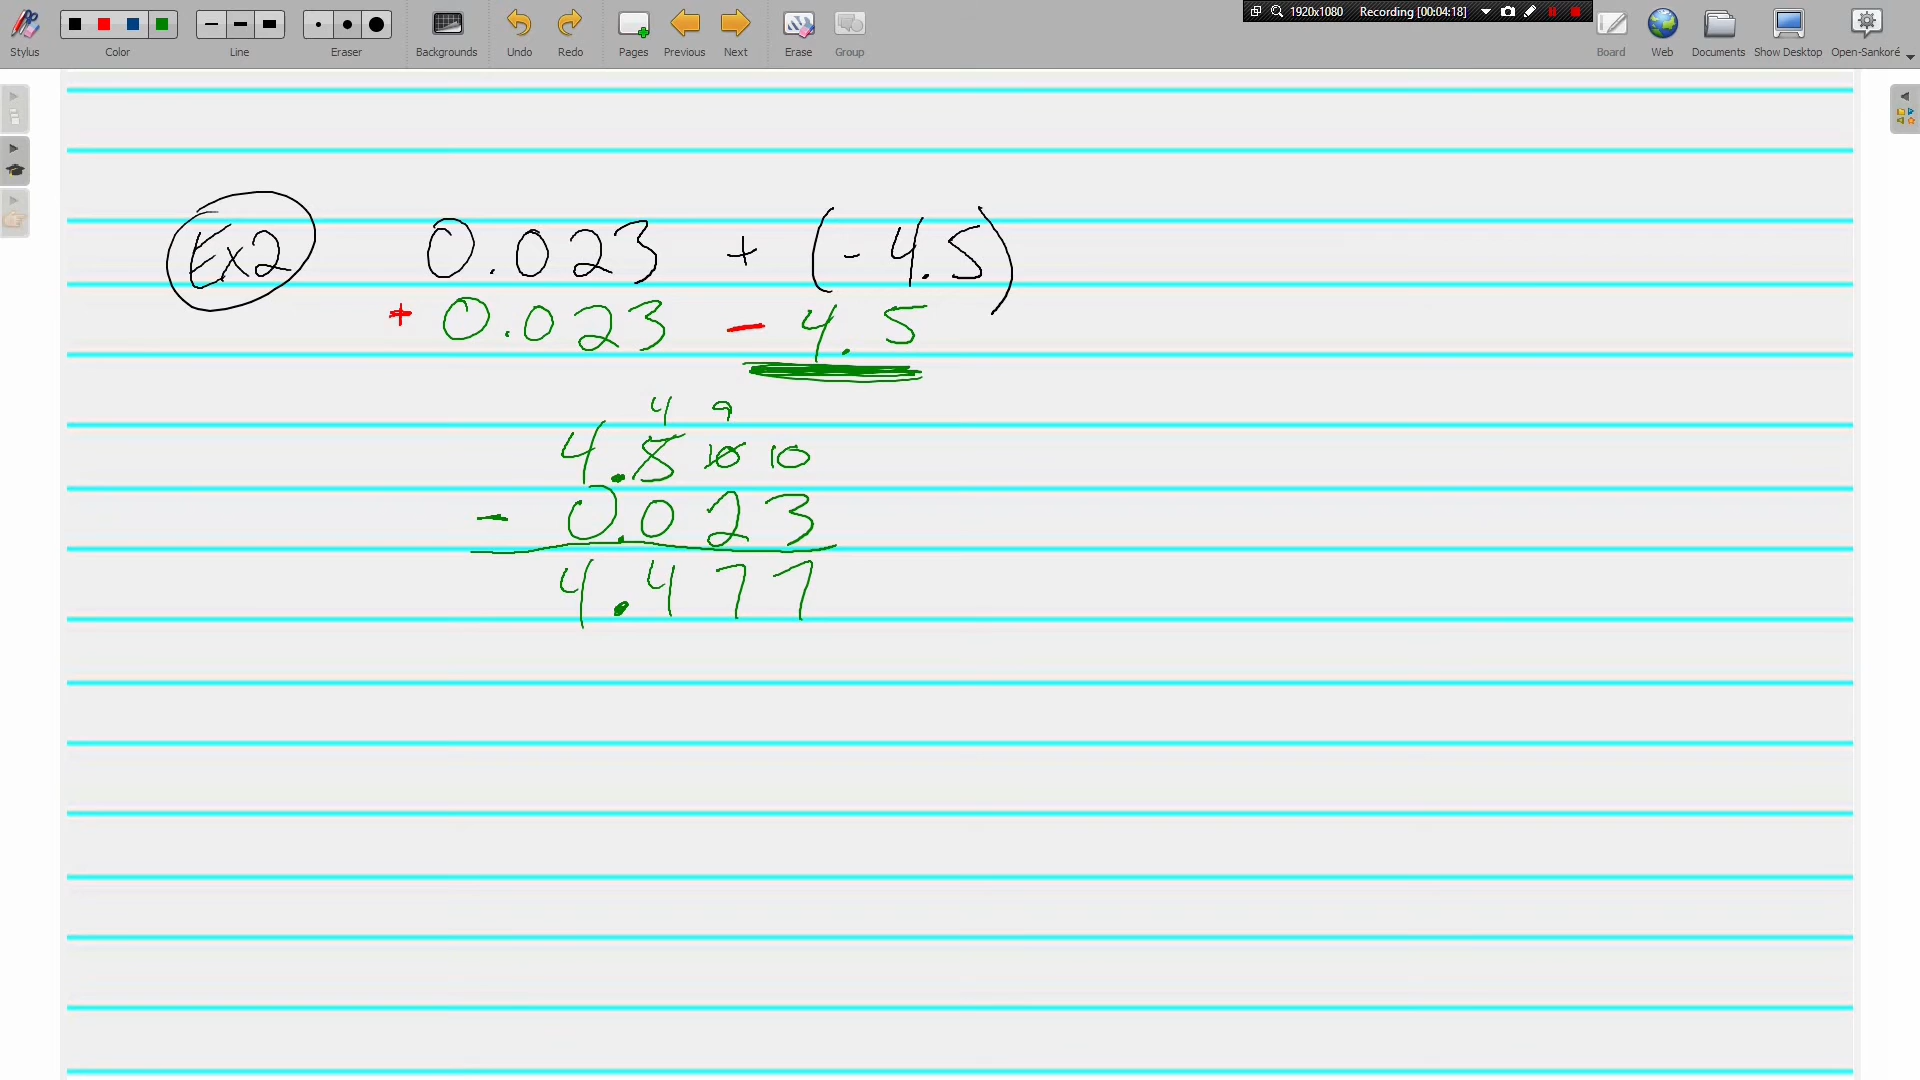 Stylus Color Line Eraser Backgrounds Undo Redo Pages Previous Next Erase Group 1920x1080 Recording [00:04:18] Board Web Documents Show Desktop Open-Sankoré
Ex2 0.023 + (-4.5)
+ 0.023 - 4.5
4 9
4.5 10 10
- 0.023
4.477